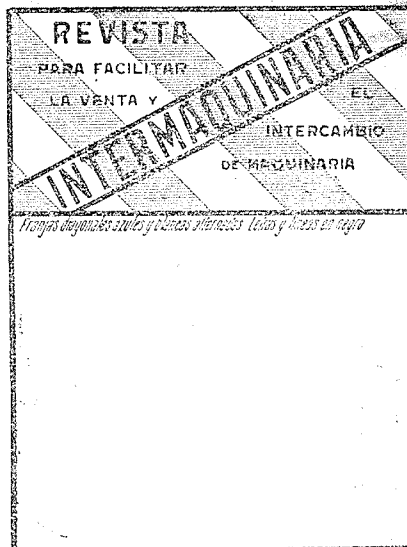 REVISTA
PARA FACILITAR
LA VENTA Y
INTERMAQUINARIA
EL
INTERCAMBIO
DE MAQUINARIA
Franjas diagonales azules y blancas alternadas. Letras y líneas en negro